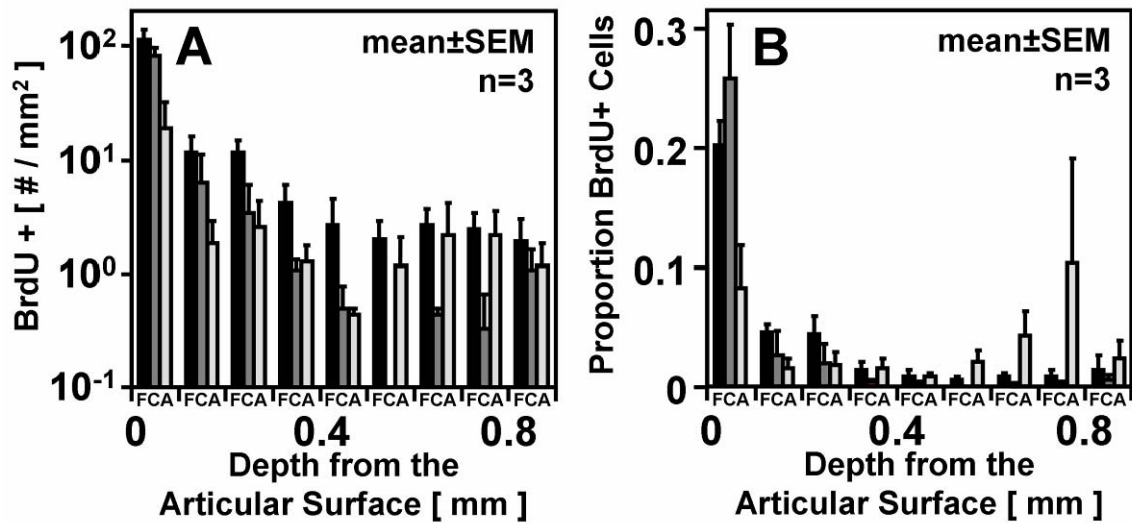 A
mean±SEM
n=3
BrdU + [ # / mm²]
10²
10¹
10⁰
10⁻¹
FCA FCA FCA FCA FCA FCA FCA FCA FCA
0 0.4 0.8
Depth from the
Articular Surface [ mm ]
B
mean±SEM
n=3
Proportion BrdU+ Cells
0.3
0.2
0.1
0
FCA FCA FCA FCA FCA FCA FCA FCA FCA
0 0.4 0.8
Depth from the
Articular Surface [ mm ]